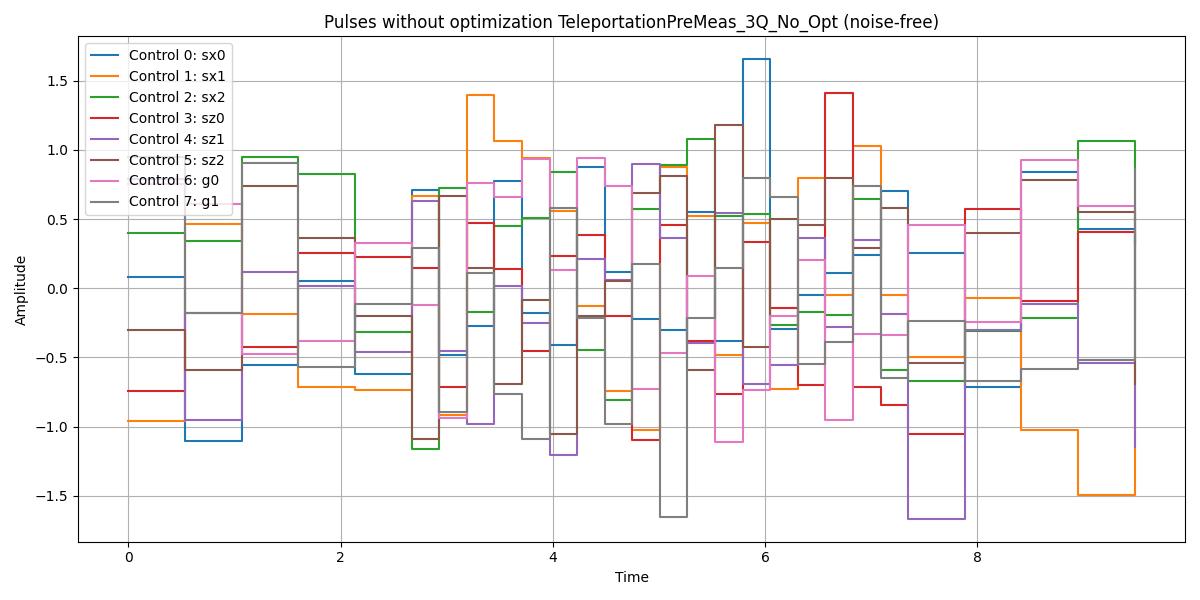 Pulses without optimization TeleportationPreMeas_3Q_No_Opt (noise-free)
Control 0: sx0
Control 1: sx1
Control 2: sx2
Control 3: sz0
Control 4: sz1
Control 5: sz2
Control 6: g0
Control 7: g1
1.5
1.0
0.5
0.0
−0.5
−1.0
−1.5
Amplitude
0 2 4 6 8
Time